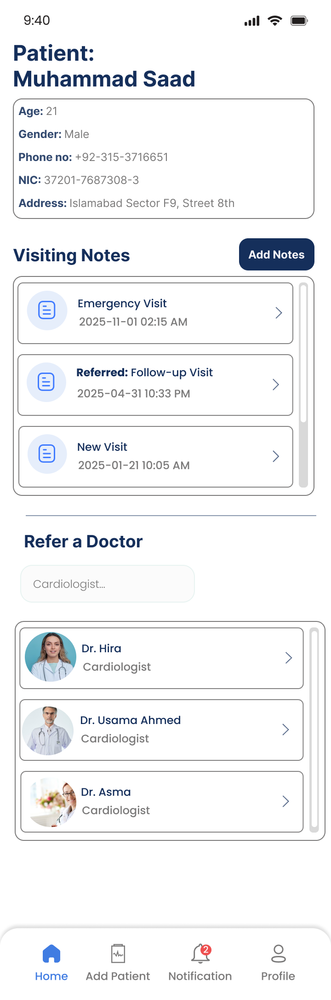 9:40
Patient:
Muhammad Saad
Age: 21
Gender: Male
Phone no: +92-315-3716651
NIC: 37201-7687308-3
Address: Islamabad Sector F9, Street 8th
Visiting Notes
Add Notes
Emergency Visit
2025-11-01 02:15 AM
Referred: Follow-up Visit
2025-04-31 10:33 PM
New Visit
2025-01-21 10:05 AM
Refer a Doctor
Cardiologist...
Dr. Hira
Cardiologist
Dr. Usama Ahmed
Cardiologist
Dr. Asma
Cardiologist
2
Home Add Patient Notification Profile